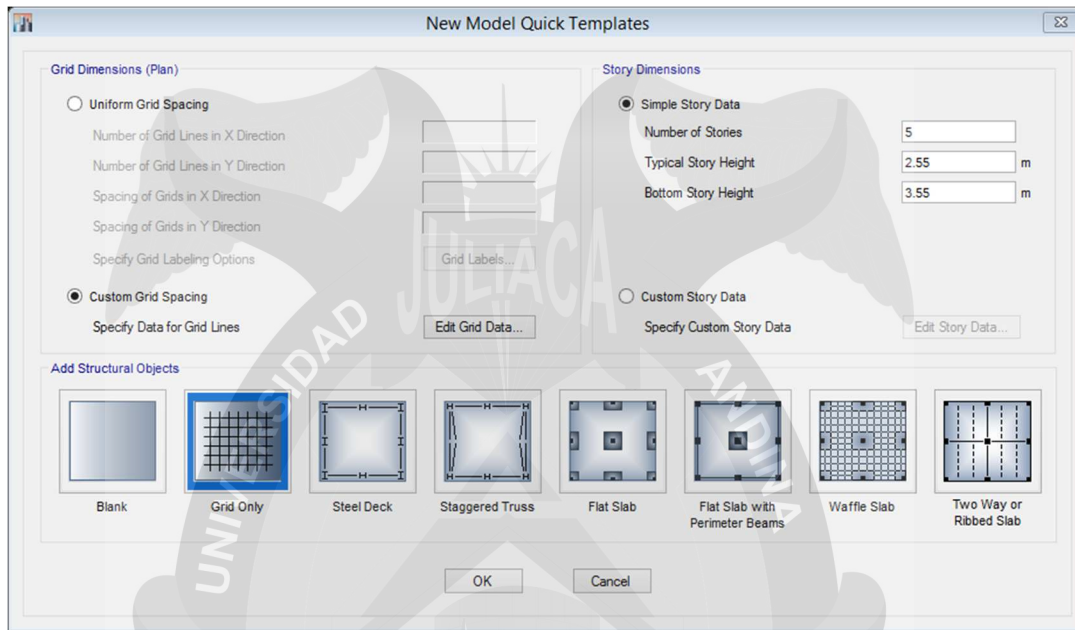 New Model Quick Templates
Grid Dimensions (Plan)
Uniform Grid Spacing
Number of Grid Lines in X Direction
Number of Grid Lines in Y Direction
Spacing of Grids in X Direction
Spacing of Grids in Y Direction
Specify Grid Labeling Options
Grid Labels...
Custom Grid Spacing
Specify Data for Grid Lines
Edit Grid Data...
Story Dimensions
Simple Story Data
Number of Stories
5
Typical Story Height
2.55
m
Bottom Story Height
3.55
m
Custom Story Data
Specify Custom Story Data
Edit Story Data...
Add Structural Objects
Blank
Grid Only
Steel Deck
Staggered Truss
Flat Slab
Flat Slab with
Perimeter Beams
Waffle Slab
Two Way or
Ribbed Slab
OK
Cancel
UNIVERSIDAD ANDINA
JULIACA